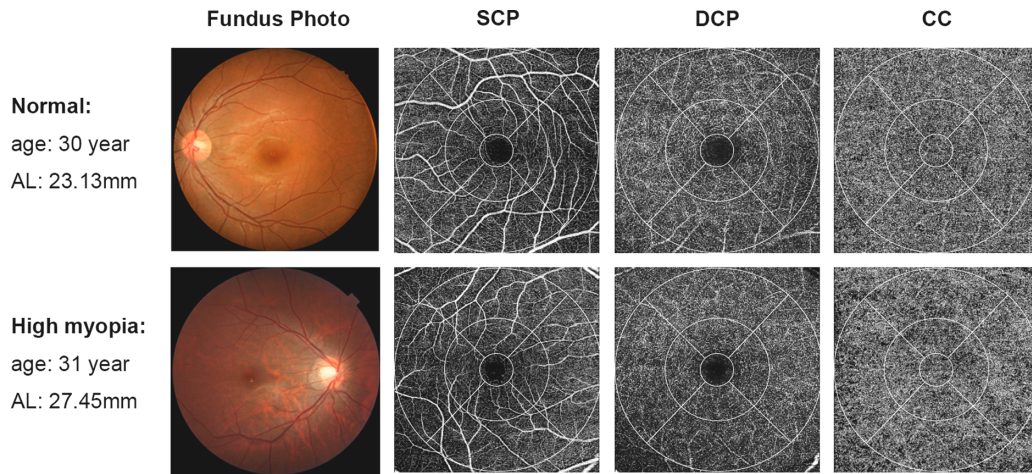 Fundus Photo SCP DCP CC
Normal:
age: 30 year
AL: 23.13mm
High myopia:
age: 31 year
AL: 27.45mm